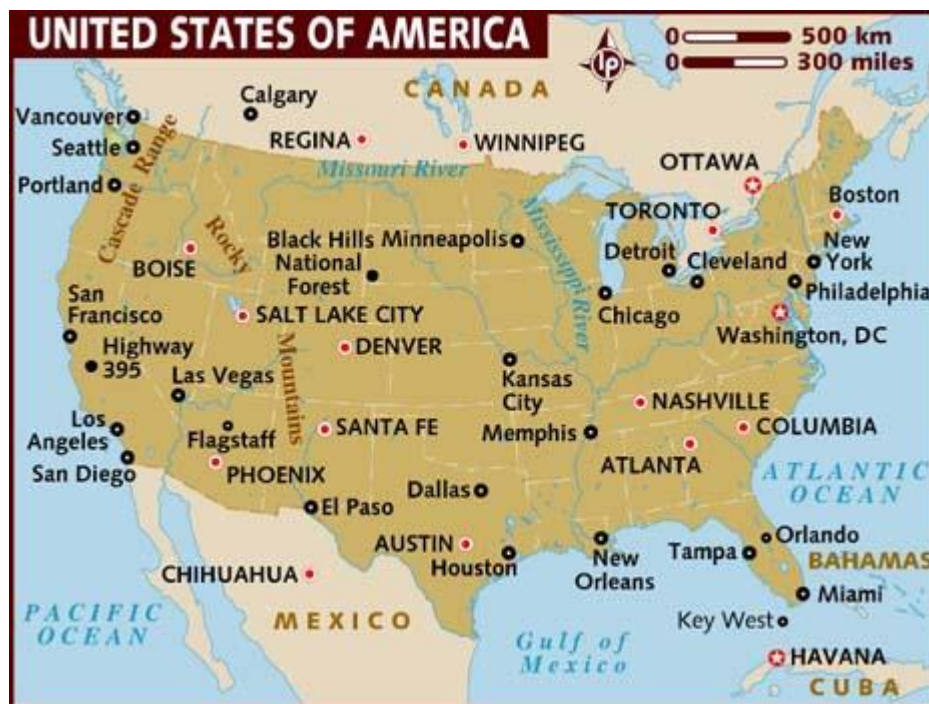 UNITED STATES OF AMERICA
lp
0 500 km
0 300 miles
CANADA
Calgary
Vancouver
REGINA
WINNIPEG
Seattle
Missouri River
OTTAWA
Portland
Cascade Range
Boston
TORONTO
Mississippi River
Rocky
Mountains
Black Hills
National
Forest
Minneapolis
Detroit
Cleveland
New
York
BOISE
San
Francisco
SALT LAKE CITY
Chicago
Philadelphia
Washington, DC
Highway
395
DENVER
Las Vegas
Kansas
City
NASHVILLE
Los
Angeles
Flagstaff
SANTA FE
Memphis
COLUMBIA
San Diego
PHOENIX
ATLANTA
ATLANTIC
OCEAN
El Paso
Dallas
AUSTIN
Houston
New
Orleans
Tampa
Orlando
BAHAMAS
CHIHUAHUA
Miami
PACIFIC
OCEAN
MEXICO
Gulf of
Mexico
Key West
HAVANA
CUBA